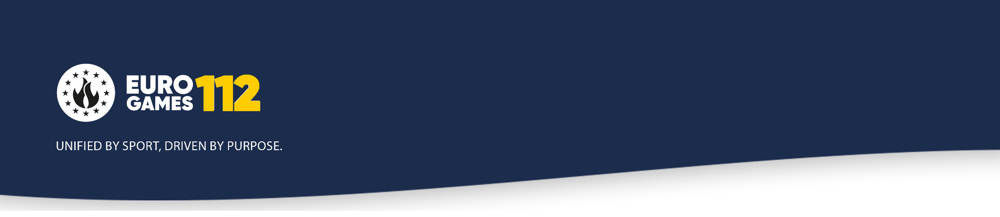 EURO
GAMES
112
UNIFIED BY SPORT, DRIVEN BY PURPOSE.